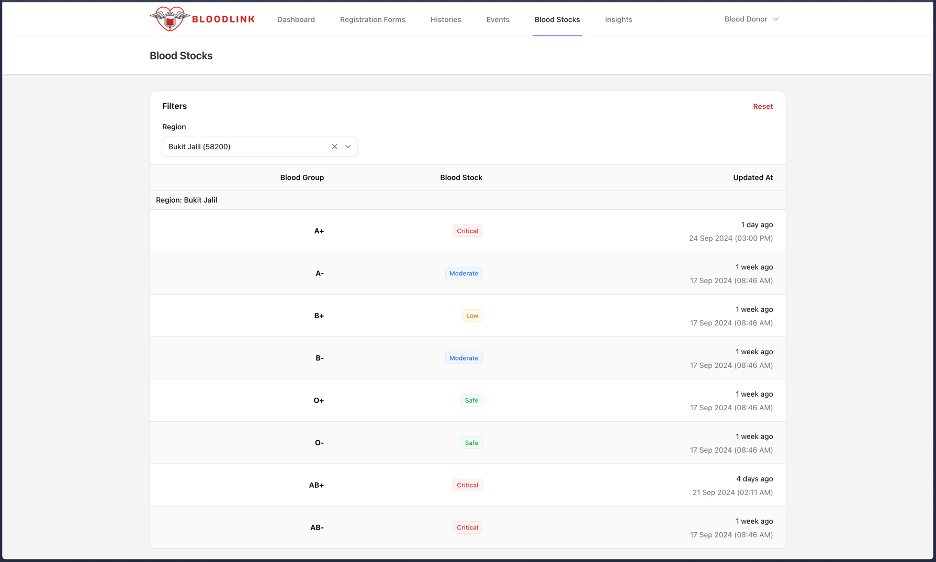 BLOODLINK Dashboard Registration Forms Histories Events Blood Stocks Insights Blood Donor
Blood Stocks
Filters Reset
Region
Bukit Jalil (58200)
Blood Group Blood Stock Updated At
Region: Bukit Jalil
A+ Critical 1 day ago
24 Sep 2024 (03:00 PM)
A- Moderate 1 week ago
17 Sep 2024 (08:46 AM)
B+ Low 1 week ago
17 Sep 2024 (08:46 AM)
B- Moderate 1 week ago
17 Sep 2024 (08:46 AM)
O+ Safe 1 week ago
17 Sep 2024 (08:46 AM)
O- Safe 1 week ago
17 Sep 2024 (08:46 AM)
AB+ Critical 4 days ago
21 Sep 2024 (02:11 AM)
AB- Critical 1 week ago
17 Sep 2024 (08:46 AM)